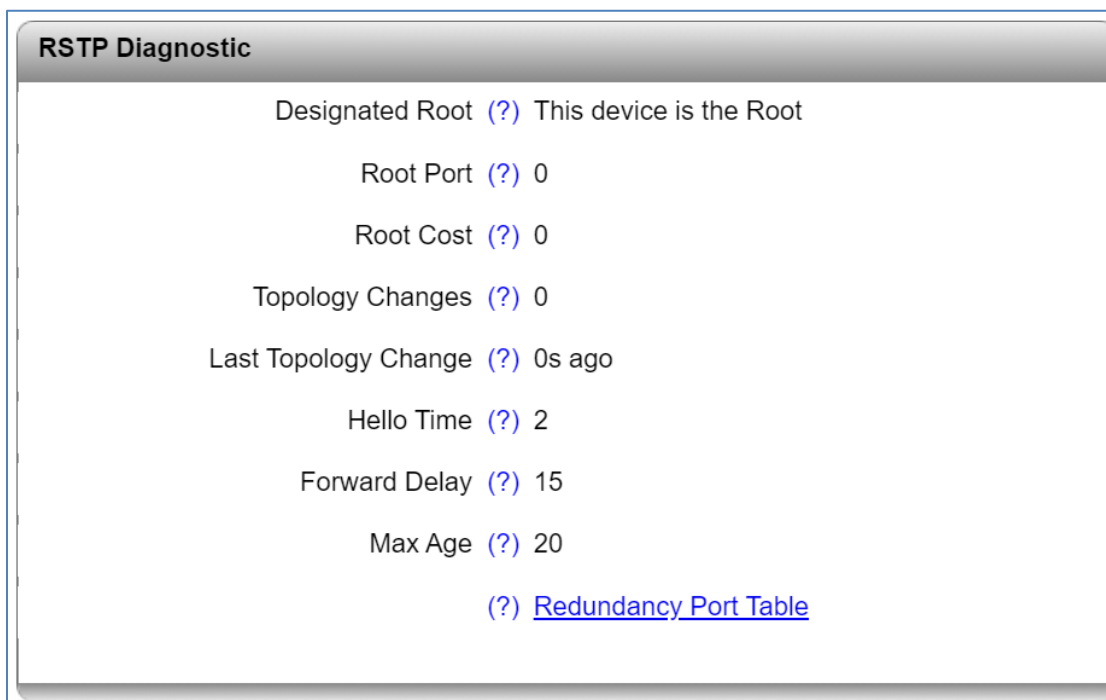 RSTP Diagnostic
Designated Root (?) This device is the Root
Root Port (?) 0
Root Cost (?) 0
Topology Changes (?) 0
Last Topology Change (?) 0s ago
Hello Time (?) 2
Forward Delay (?) 15
Max Age (?) 20
(?) Redundancy Port Table